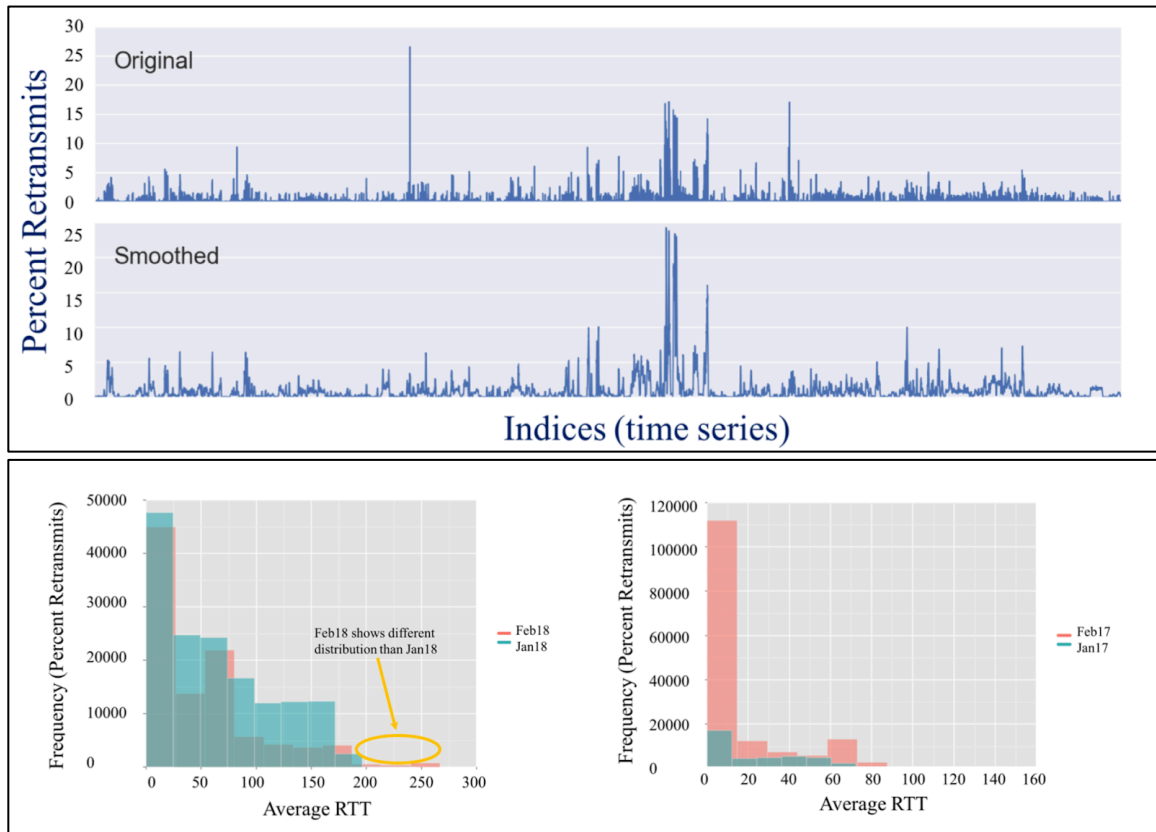 Percent Retransmits
30
25
20
15
10
5
0
Original
25
20
15
10
5
0
Smoothed
Indices (time series)
Frequency (Percent Retransmits)
50000
40000
30000
20000
10000
0
Feb18 shows different
distribution than Jan18
Feb18
Jan18
0 50 100 150 200 250 300
Average RTT
Frequency (Percent Retransmits)
120000
100000
80000
60000
40000
20000
0
Feb17
Jan17
0 20 40 60 80 100 120 140 160
Average RTT